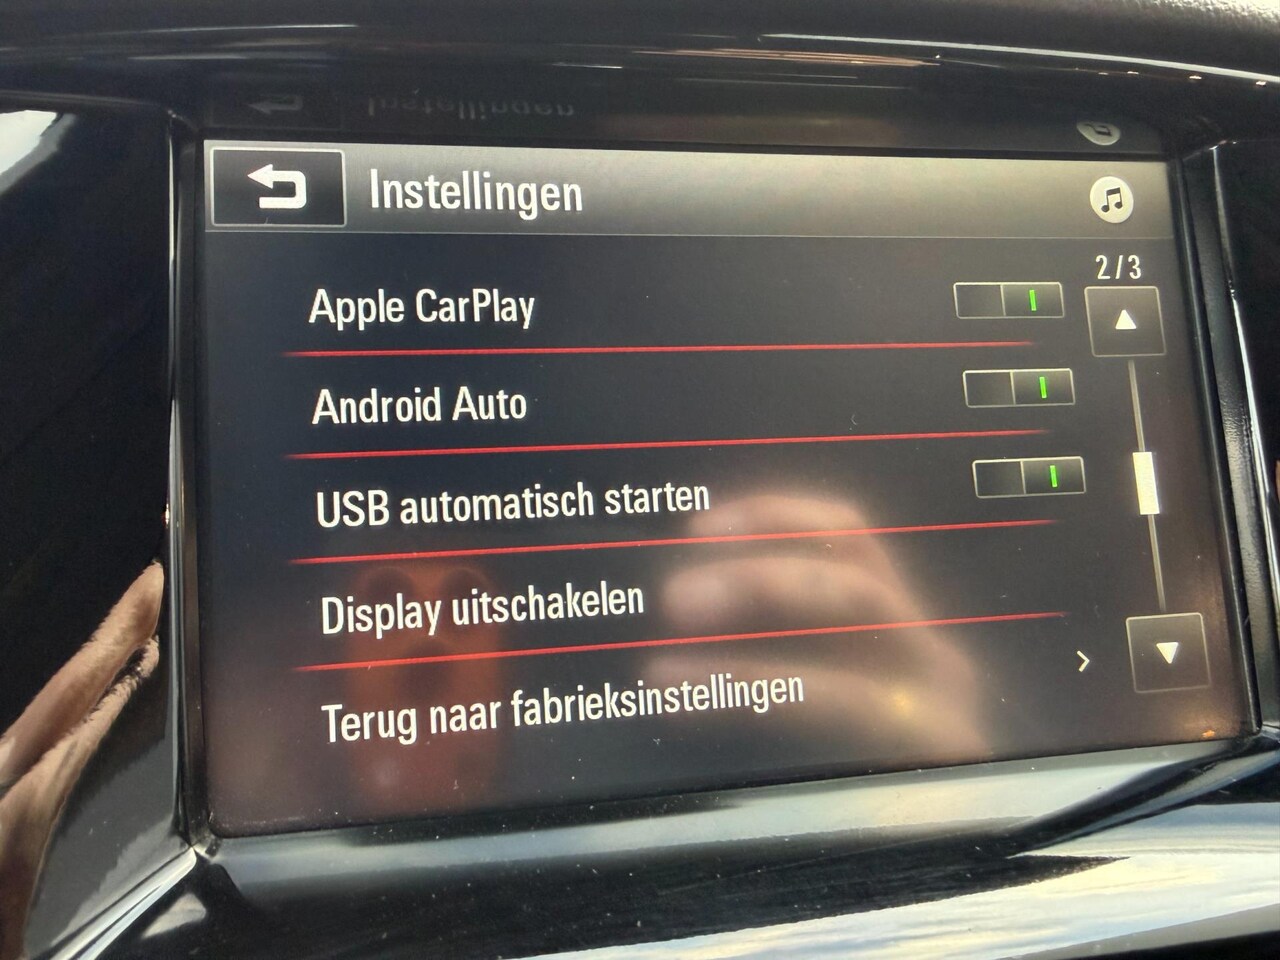 Instellingen
2/3
Apple CarPlay
Android Auto
USB automatisch starten
Display uitschakelen
Terug naar fabrieksinstellingen